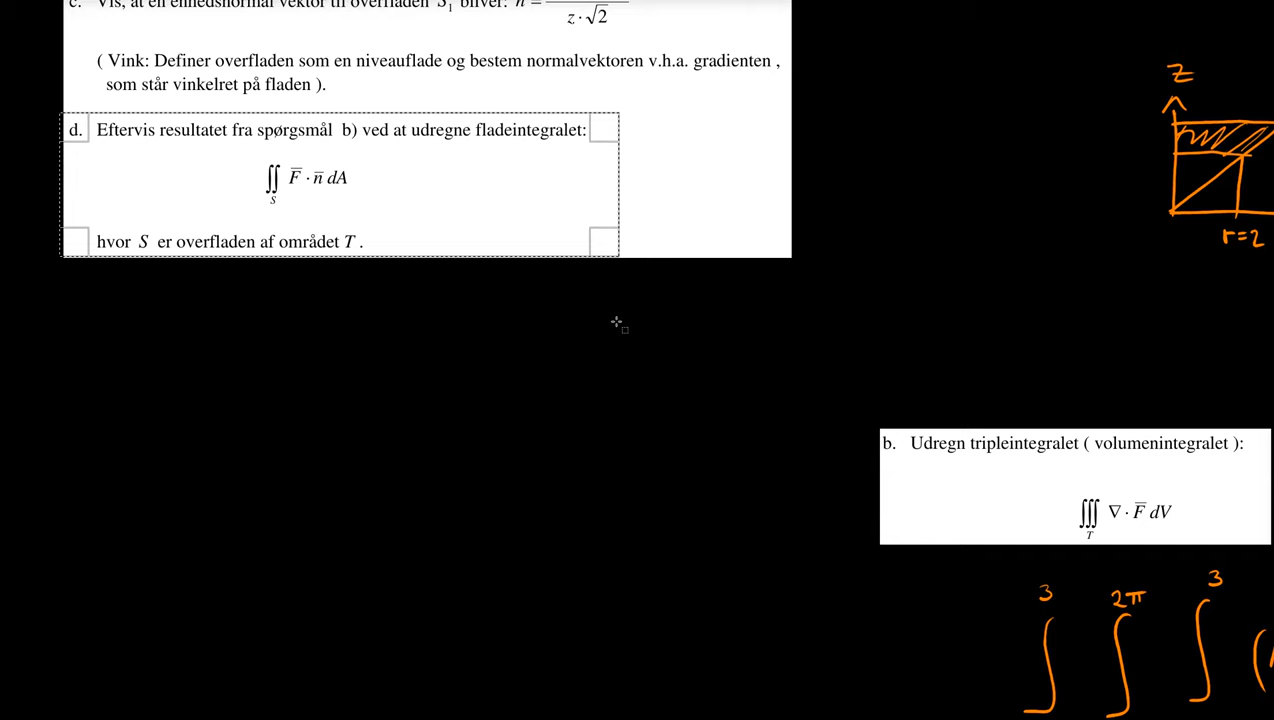 c. Vis, at en enhedsnormal vektor til overfladen S₁ bliver: n̅ =
z · √2
( Vink: Definer overfladen som en niveauflade og bestem normalvektoren v.h.a. gradienten ,
som står vinkelret på fladen ).
d. Eftervis resultatet fra spørgsmål b) ved at udregne fladeintegralet:
∬ F̅ · n̅ dA
S
hvor S er overfladen af området T .
z
r=2
b. Udregn tripleintegralet ( volumenintegralet ):
∭ ∇ · F̅ dV
T
3 2π 3
∫ ∫ ∫ (